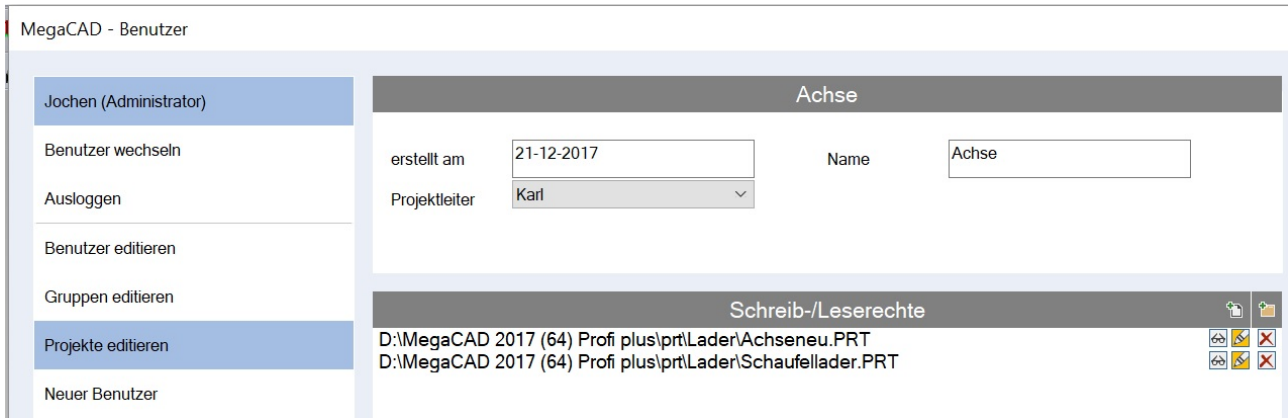 MegaCAD - Benutzer
Jochen (Administrator)
Benutzer wechseln
Ausloggen
Benutzer editieren
Gruppen editieren
Projekte editieren
Neuer Benutzer
Achse
erstellt am 21-12-2017 Name Achse
Projektleiter Karl
Schreib-/Leserechte
D:\MegaCAD 2017 (64) Profi plus\prt\Lader\Achseneu.PRT
D:\MegaCAD 2017 (64) Profi plus\prt\Lader\Schaufellader.PRT